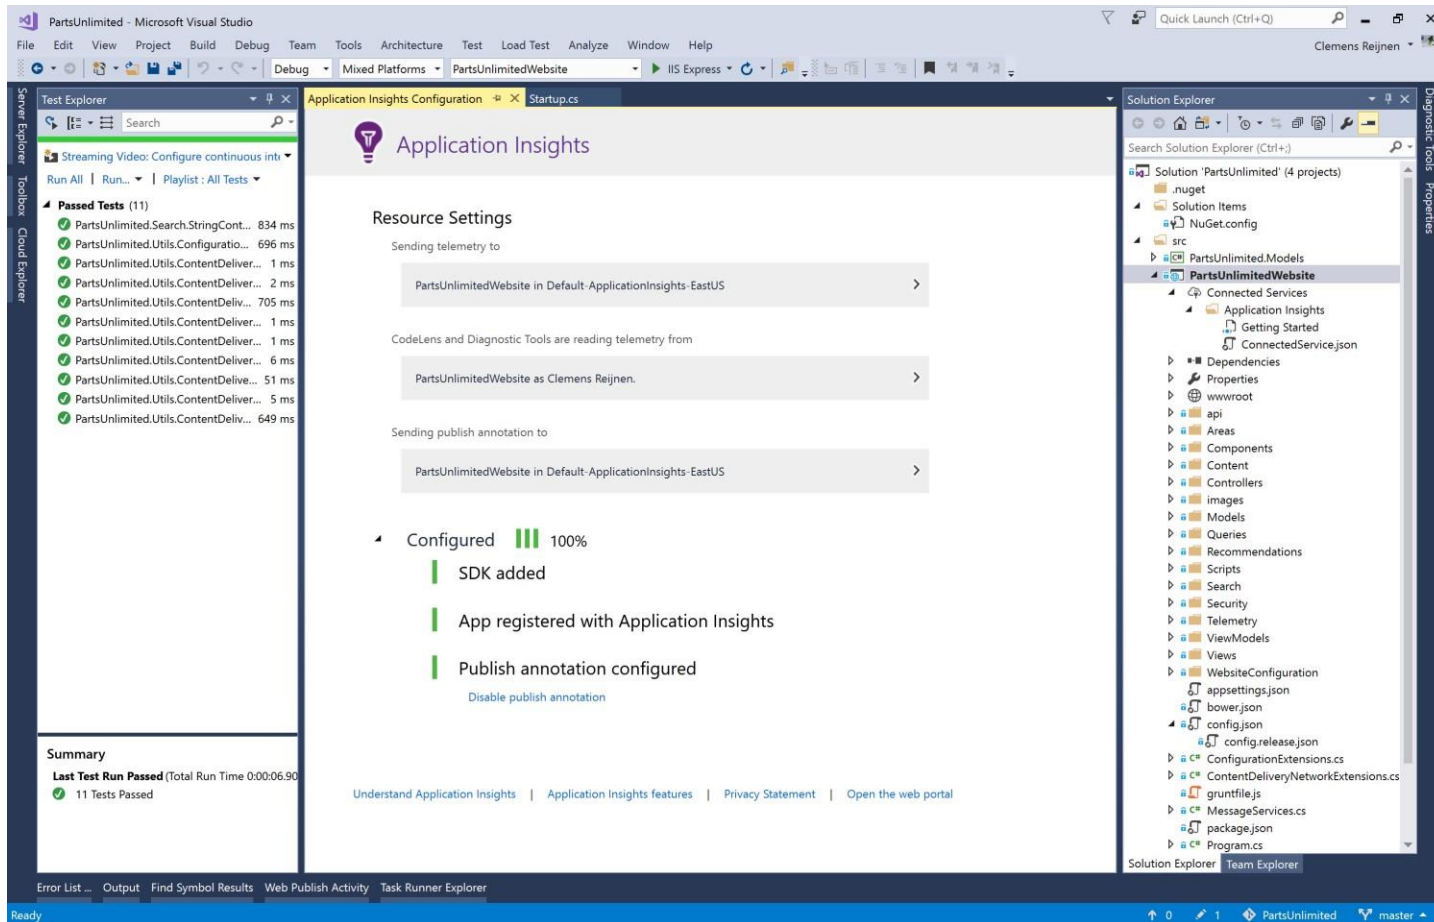 PartsUnlimited - Microsoft Visual Studio
Quick Launch (Ctrl+Q)
File Edit View Project Build Debug Team Tools Architecture Test Load Test Analyze Window Help
Clemens Reijnen
Debug Mixed Platforms PartsUnlimitedWebsite IIS Express
Server Explorer
Toolbox
Cloud Explorer
Test Explorer
Search
Streaming Video: Configure continuous inte
Run All | Run... | Playlist : All Tests
Passed Tests (11)
PartsUnlimited.Search.StringCont... 834 ms
PartsUnlimited.Utils.Configuratio... 696 ms
PartsUnlimited.Utils.ContentDeliver... 1 ms
PartsUnlimited.Utils.ContentDeliver... 2 ms
PartsUnlimited.Utils.ContentDeliv... 705 ms
PartsUnlimited.Utils.ContentDeliver... 1 ms
PartsUnlimited.Utils.ContentDeliver... 1 ms
PartsUnlimited.Utils.ContentDeliver... 6 ms
PartsUnlimited.Utils.ContentDelive... 51 ms
PartsUnlimited.Utils.ContentDeliver... 5 ms
PartsUnlimited.Utils.ContentDeliv... 649 ms
Summary
Last Test Run Passed (Total Run Time 0:00:06.90
11 Tests Passed
Application Insights Configuration Startup.cs
Application Insights
Resource Settings
Sending telemetry to
PartsUnlimitedWebsite in Default-ApplicationInsights-EastUS
CodeLens and Diagnostic Tools are reading telemetry from
PartsUnlimitedWebsite as Clemens Reijnen.
Sending publish annotation to
PartsUnlimitedWebsite in Default-ApplicationInsights-EastUS
Configured 100%
SDK added
App registered with Application Insights
Publish annotation configured
Disable publish annotation
Understand Application Insights | Application Insights features | Privacy Statement | Open the web portal
Solution Explorer
Search Solution Explorer (Ctrl+;)
Solution 'PartsUnlimited' (4 projects)
.nuget
Solution Items
NuGet.config
src
C# PartsUnlimited.Models
PartsUnlimitedWebsite
Connected Services
Application Insights
Getting Started
ConnectedService.json
Dependencies
Properties
wwwroot
api
Areas
Components
Content
Controllers
images
Models
Queries
Recommendations
Scripts
Search
Security
Telemetry
ViewModels
Views
WebsiteConfiguration
appsettings.json
bower.json
config.json
config.release.json
C# ConfigurationExtensions.cs
C# ContentDeliveryNetworkExtensions.cs
gruntfile.js
C# MessageServices.cs
package.json
C# Program.cs
Solution Explorer Team Explorer
Diagnostic Tools
Properties
Error List ... Output Find Symbol Results Web Publish Activity Task Runner Explorer
Ready
0 1 PartsUnlimited master